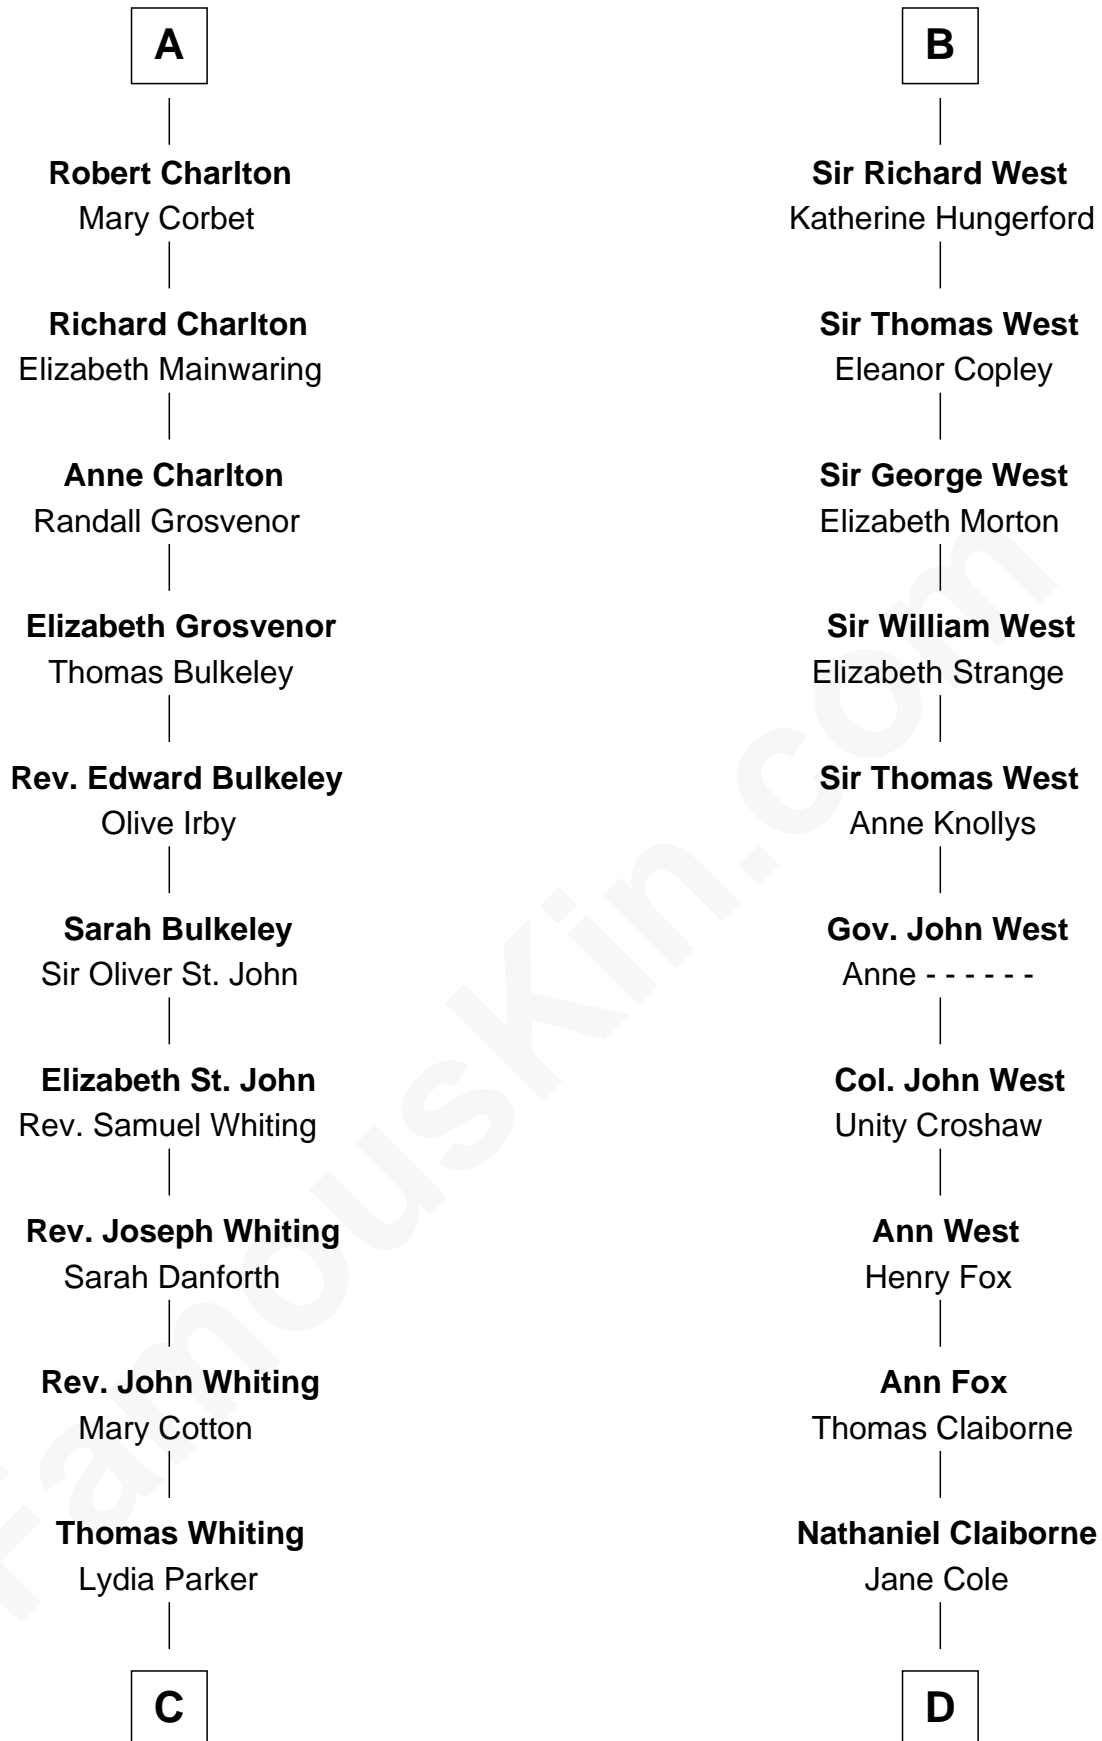 A
Robert Charlton
Mary Corbet
Richard Charlton
Elizabeth Mainwaring
Anne Charlton
Randall Grosvenor
Elizabeth Grosvenor
Thomas Bulkeley
Rev. Edward Bulkeley
Olive Irby
Sarah Bulkeley
Sir Oliver St. John
Elizabeth St. John
Rev. Samuel Whiting
Rev. Joseph Whiting
Sarah Danforth
Rev. John Whiting
Mary Cotton
Thomas Whiting
Lydia Parker
C
B
Sir Richard West
Katherine Hungerford
Sir Thomas West
Eleanor Copley
Sir George West
Elizabeth Morton
Sir William West
Elizabeth Strange
Sir Thomas West
Anne Knollys
Gov. John West
Anne - - - - - -
Col. John West
Unity Croshaw
Ann West
Henry Fox
Ann Fox
Thomas Claiborne
Nathaniel Claiborne
Jane Cole
D
FamousKin.com